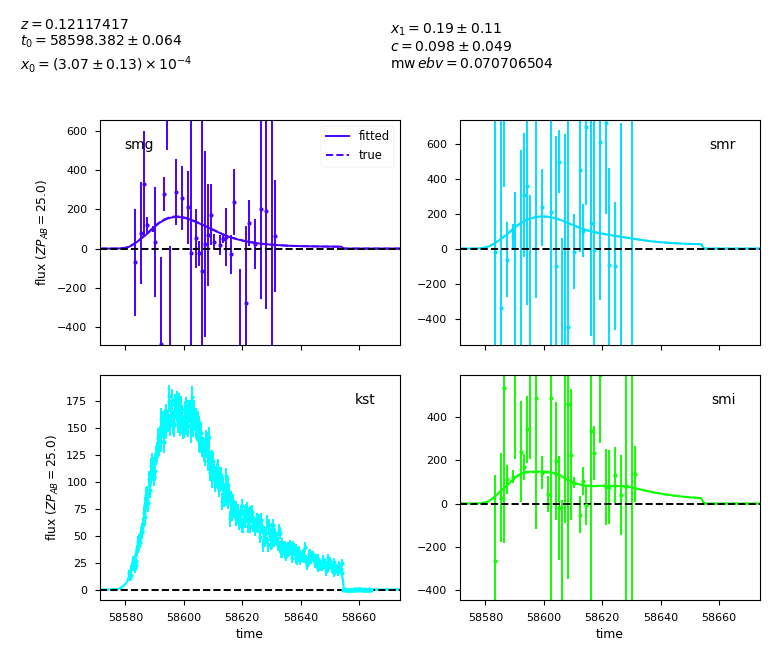 z = 0.12117417
t₀ = 58598.382 ± 0.064
x₀ = (3.07 ± 0.13) × 10⁻⁴
x₁ = 0.19 ± 0.11
c = 0.098 ± 0.049
mw ebv = 0.070706504
smg
fitted
true
600
400
200
0
−200
−400
flux (ZP_AB = 25.0)
smr
600
400
200
0
−200
−400
kst
175
150
125
100
75
50
25
0
flux (ZP_AB = 25.0)
58580 58600 58620 58640 58660
time
smi
400
200
0
−200
−400
58580 58600 58620 58640 58660
time